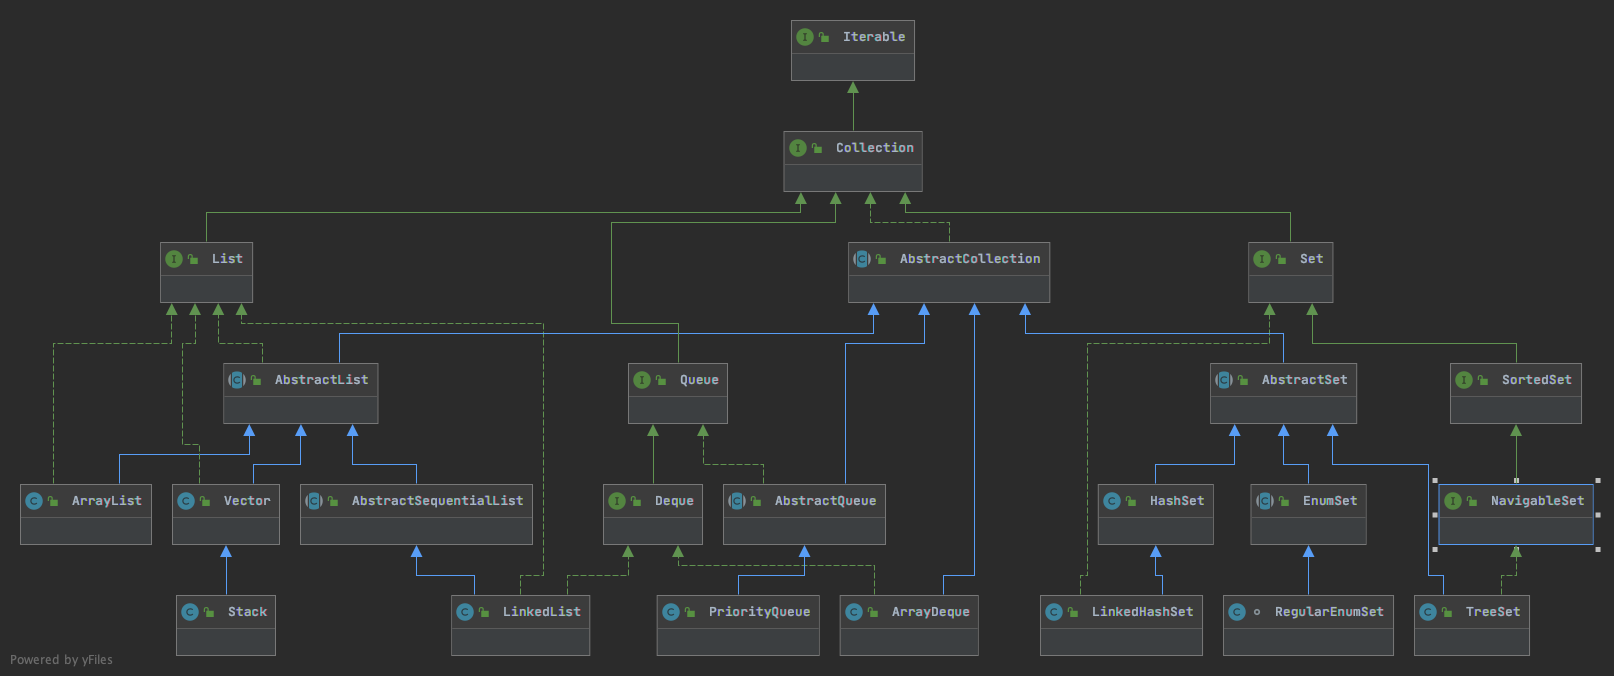 Iterable
Collection
List
AbstractCollection
Set
AbstractList
Queue
AbstractSet
SortedSet
ArrayList
Vector
AbstractSequentialList
Deque
AbstractQueue
HashSet
EnumSet
NavigableSet
Stack
LinkedList
PriorityQueue
ArrayDeque
LinkedHashSet
RegularEnumSet
TreeSet
Powered by yFiles